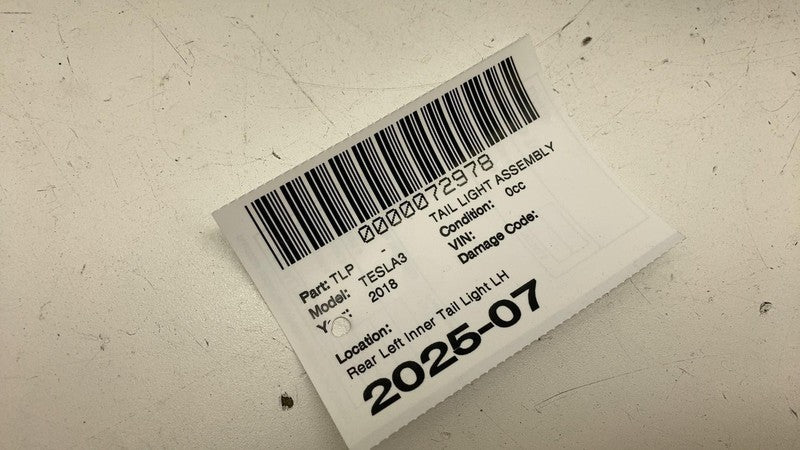 0000072978
Part: TLP - TAIL LIGHT ASSEMBLY
Model: TESLA3 Condition: 0cc
2018 VIN:
Damage Code:
Location:
Rear Left Inner Tail Light LH
2025-07